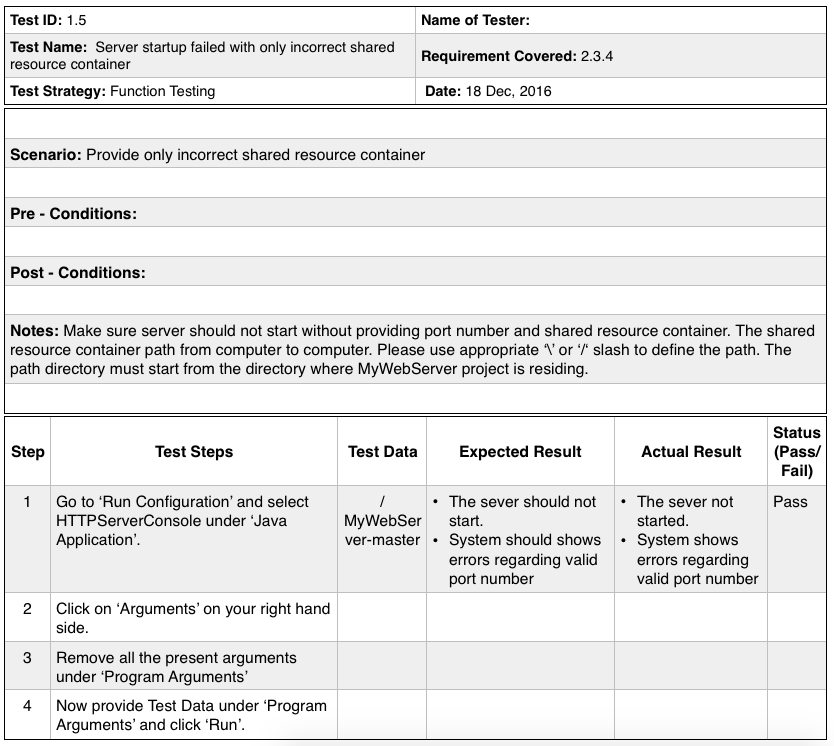 Test ID: 1.5
Name of Tester:
Test Name:  Server startup failed with only incorrect shared
resource container
Requirement Covered: 2.3.4
Test Strategy: Function Testing
Date: 18 Dec, 2016
Scenario: Provide only incorrect shared resource container
Pre - Conditions:
Post - Conditions:
Notes: Make sure server should not start without providing port number and shared resource container. The shared
resource container path from computer to computer. Please use appropriate ‘\’ or ‘/‘ slash to define the path. The
path directory must start from the directory where MyWebServer project is residing.
Step
Test Steps
Test Data
Expected Result
Actual Result
Status
(Pass/
Fail)
1
Go to ‘Run Configuration’ and select
HTTPServerConsole under ‘Java
Application’.
/
MyWebSer
ver-master
• The sever should not
start.
• System should shows
errors regarding valid
port number
• The sever not
started.
• System shows
errors regarding
valid port number
Pass
2
Click on ‘Arguments’ on your right hand
side.
3
Remove all the present arguments
under ‘Program Arguments’
4
Now provide Test Data under ‘Program
Arguments’ and click ‘Run’.